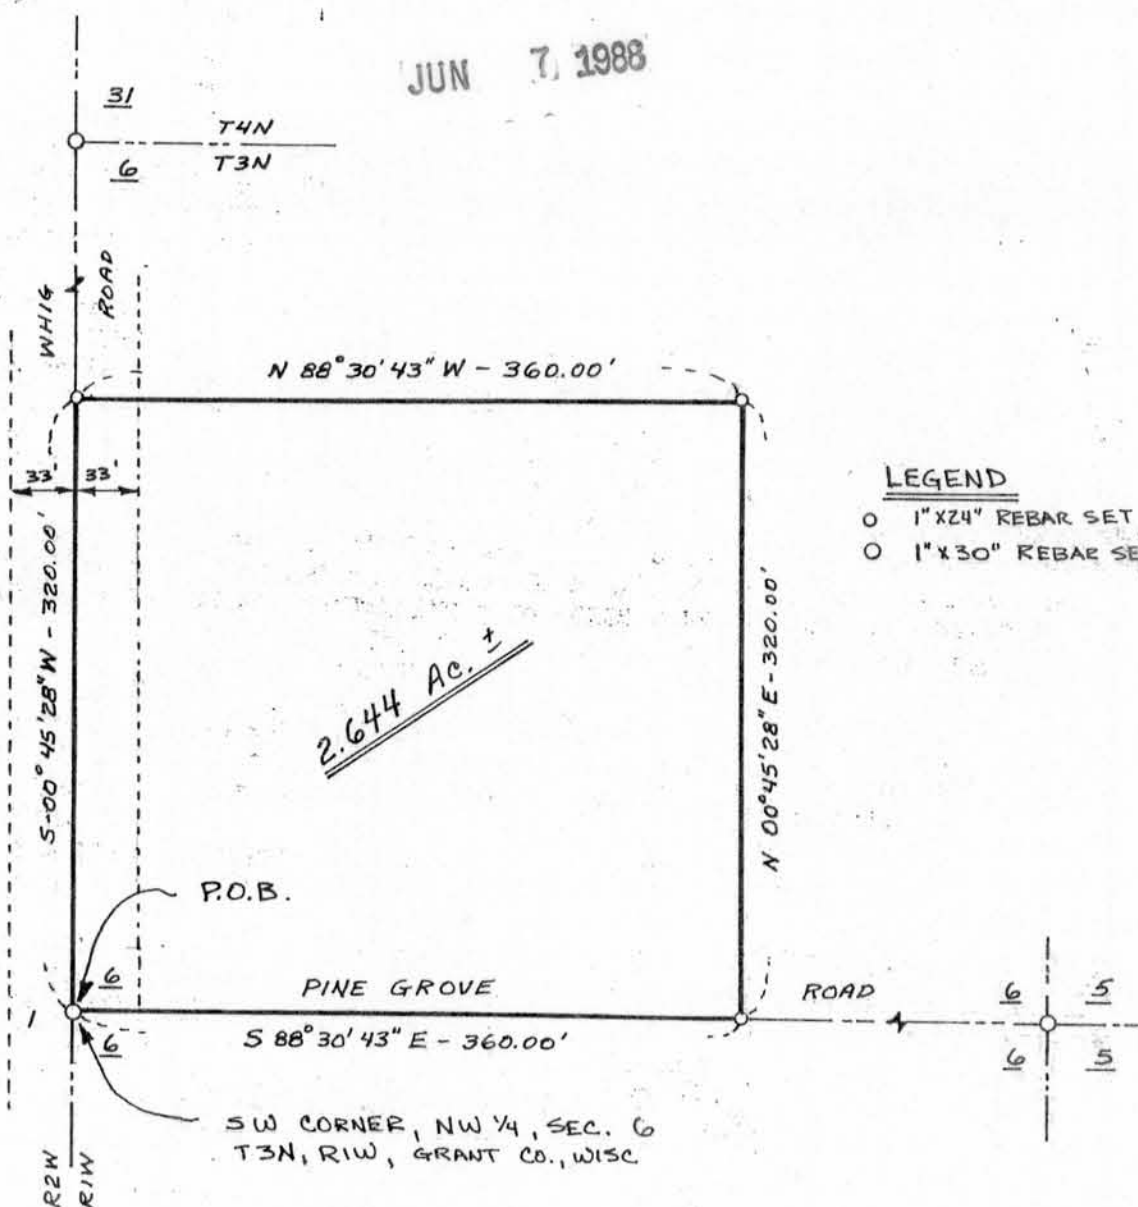 JUN 7, 1988
31
T4N
T3N
6
WHIG ROAD
N 88° 30' 43" W - 360.00'
33' 33'
LEGEND
1" X 24" REBAR SET
1" X 30" REBAR SE
S-00° 45' 28" W - 320.00'
2.644 Ac. ±
N 00° 45' 28" E - 320.00'
P.O.B.
6
PINE GROVE ROAD
6 5
1
6
S 88° 30' 43" E - 360.00'
6 5
SW CORNER, NW ¼, SEC. 6
T3N, R1W, GRANT CO., WISC
R2W
R1W